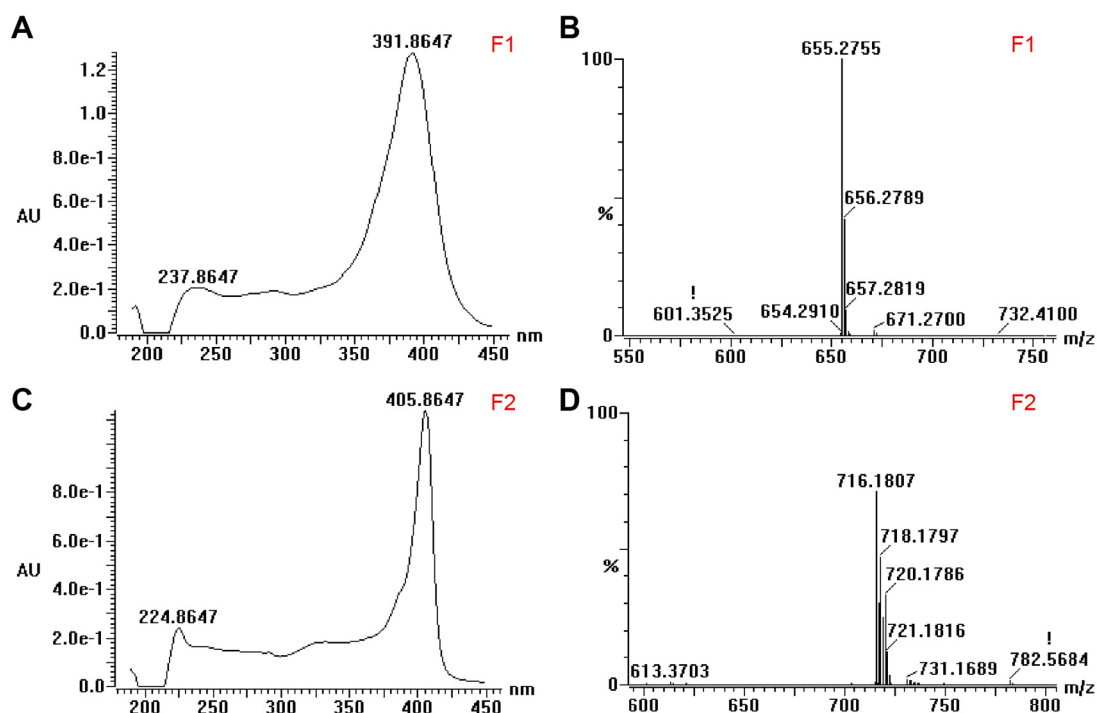 A
F1
391.8647
1.2
1.0
8.0e-1
6.0e-1
AU
4.0e-1
237.8647
2.0e-1
0.0
200 250 300 350 400 450 nm
B
F1
655.2755
100
656.2789
%
657.2819
!
654.2910
601.3525
671.2700
732.4100
0
550 600 650 700 750 m/z
C
F2
405.8647
8.0e-1
6.0e-1
AU
4.0e-1
224.8647
2.0e-1
0.0
200 250 300 350 400 450 nm
D
F2
100
716.1807
718.1797
%
720.1786
721.1816
!
613.3703
731.1689
782.5684
0
600 650 700 750 800 m/z